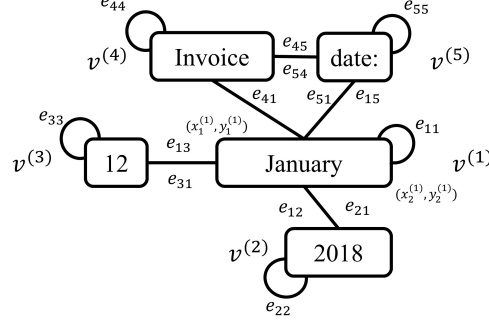 e₄₄ e₅₅
v⁽⁴⁾ Invoice e₄₅ date: v⁽⁵⁾
e₅₄
e₄₁ e₅₁ e₁₅
e₃₃ e₁₃ (x₁⁽¹⁾, y₁⁽¹⁾) e₁₁
v⁽³⁾ 12 January v⁽¹⁾
e₃₁ (x₂⁽¹⁾, y₂⁽¹⁾)
e₁₂ e₂₁
v⁽²⁾ 2018
e₂₂